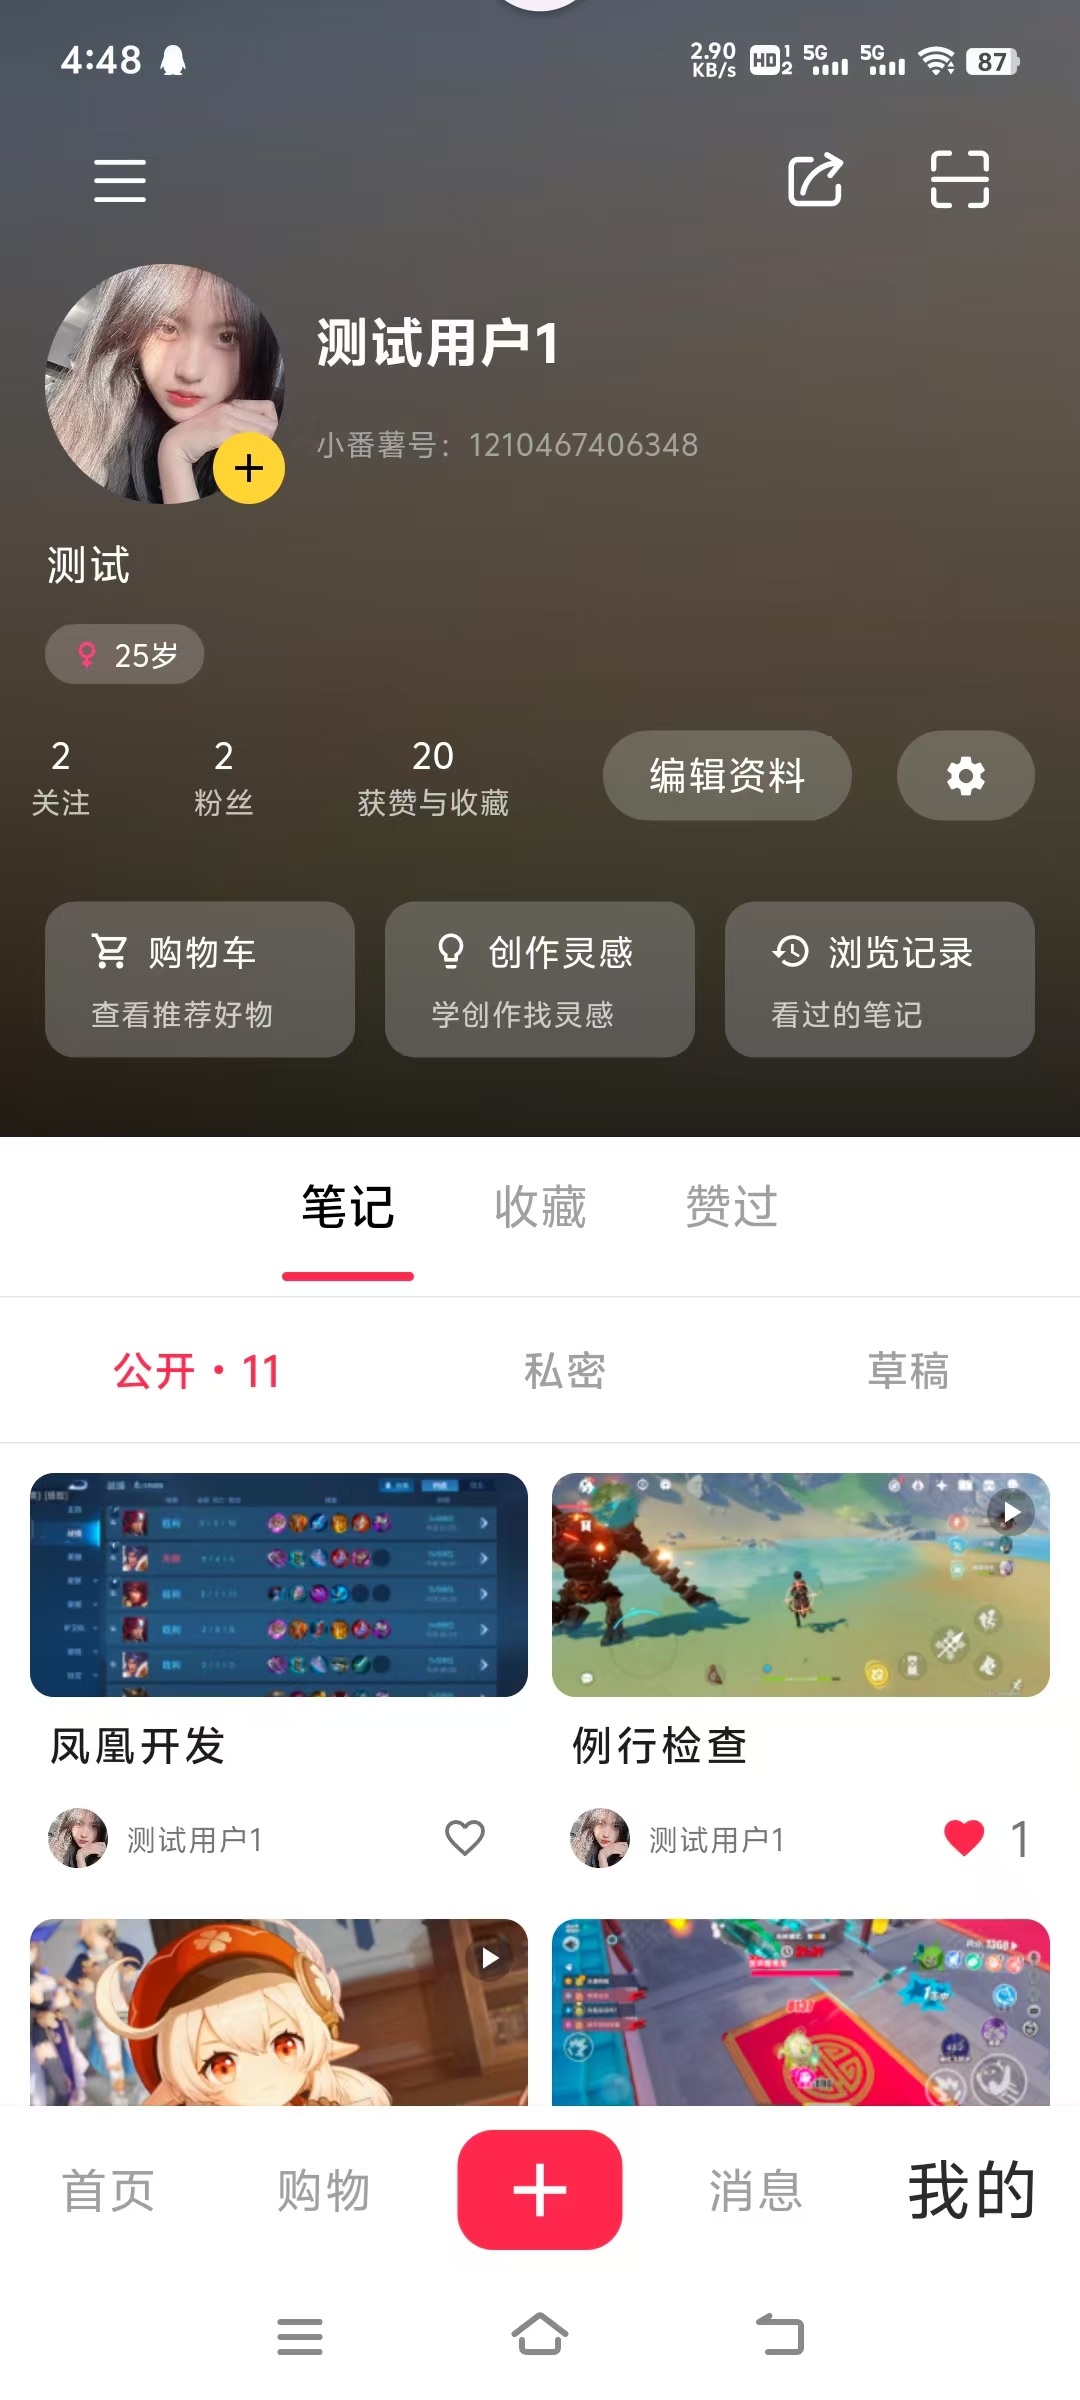 4:48
2.90 KB/s HD 1 2 5G 5G 87
测试用户1
小番薯号：1210467406348
测试
25岁
2 2 20
关注 粉丝 获赞与收藏
编辑资料
购物车 创作灵感 浏览记录
查看推荐好物 学创作找灵感 看过的笔记
笔记 收藏 赞过
公开・11 私密 草稿
凤凰开发 例行检查
测试用户1 测试用户1 1
首页 购物 消息 我的